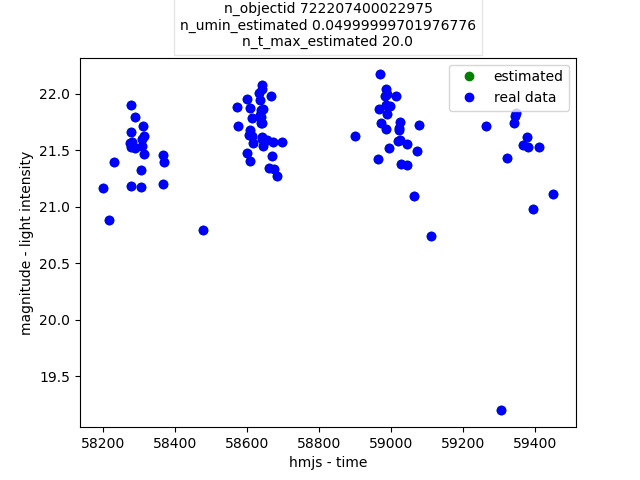 n_objectid 722207400022975
n_umin_estimated 0.04999999701976776
n_t_max_estimated 20.0
estimated
real data
magnitude - light intensity
22.0
21.5
21.0
20.5
20.0
19.5
58200 58400 58600 58800 59000 59200 59400
hmjs - time